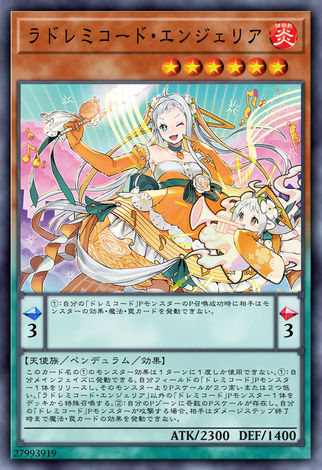 ラドレミコード・エンジェリア
炎
①:自分の「ドレミコード」Pモンスターのp召喚成功時に相手はモンスターの効果・魔法・罠カードを発動できない。
3
3
【天使族/ペンデュラム/効果】
このカード名の①のモンスター効果は1ターンに1度しか使用できない。①:自
分メインフェイズに発動できる。自分フィールドの「ドレミコード」Pモンスタ
ー1体をリリースし、そのモンスターよりPスケールが2つ高いまたは2つ低
い、「ラドレミコード・エンジェリア」以外の「ドレミコード」Pモンスター1体を
デッキから特殊召喚する。②:自分のPゾーンに奇数のPスケールが存在し、自分
の「ドレミコード」Pモンスターが攻撃する場合、相手はダメージステップ終了
時までモンスターの効果を発動できない。
ATK/2300 DEF/1400
27993919